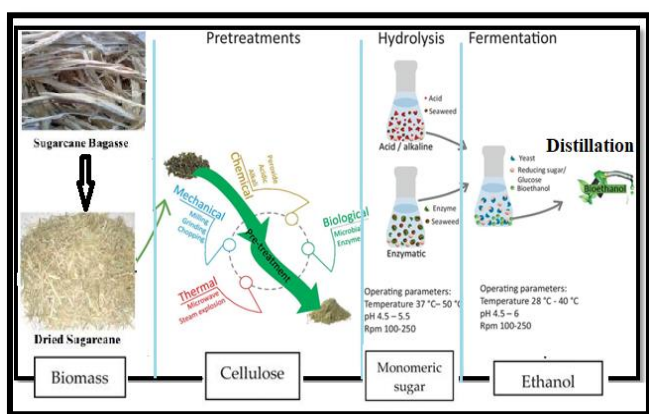 Pretreatments
Hydrolysis
Fermentation
Sugarcane Bagasse
Dried Sugarcane
Biomass
Chemical
Peroxide
Acidic
Alkali
Mechanical
Milling
Grinding
Chopping
Biological
Microbial
Enzyme
Thermal
Microwave
Steam explosion
Pre-treatment
Cellulose
Acid
Seaweed
Acid / alkaline
Enzyme
Seaweed
Enzymatic
Operating parameters:
Temperature 37 °C– 50 °C
pH 4.5 – 5.5
Rpm 100-250
Monomeric
sugar
Yeast
Reducing sugar/
Glucose
Bioethanol
Operating parameters:
Temperature 28 °C - 40 °C
pH 4.5 – 6
Rpm 100-250
Ethanol
Distillation
Bioethanol